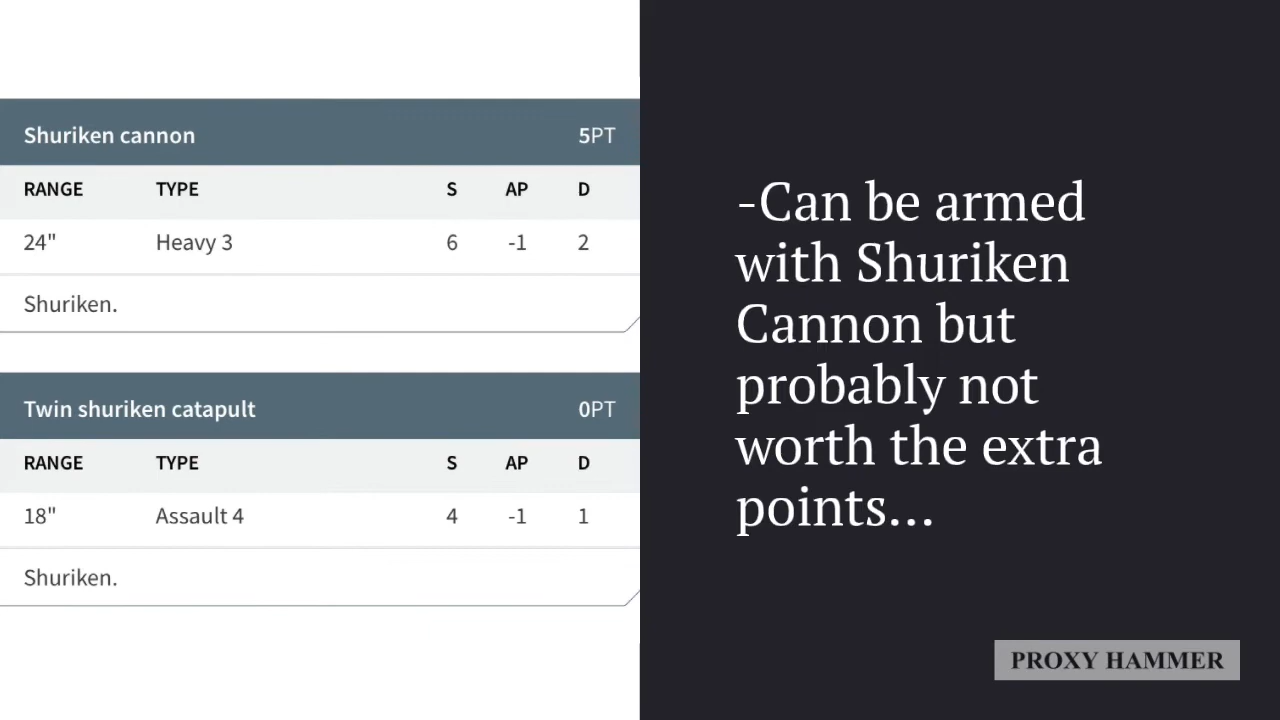 Shuriken cannon 5PT
RANGE TYPE S AP D
24" Heavy 3 6 -1 2
Shuriken.
Twin shuriken catapult 0PT
RANGE TYPE S AP D
18" Assault 4 4 -1 1
Shuriken.
-Can be armed
with Shuriken
Cannon but
probably not
worth the extra
points...
PROXY HAMMER